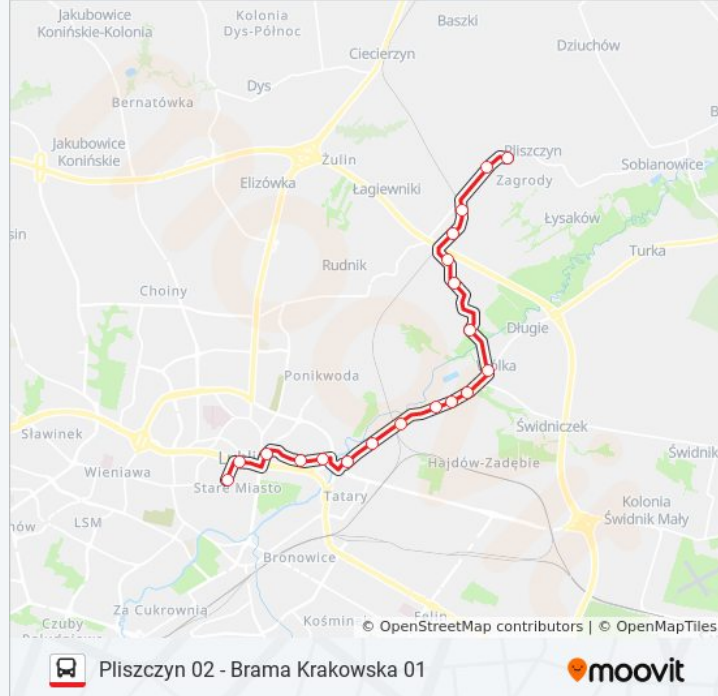 Jakubowice
Konińskie-Kolonia
Kolonia
Dys-Północ
Baszki
Ciecierzyn
Dziuchów
Dys
Bernatówka
Jakubowice
Konińskie
Żulin
Pliszczyn
Sobianowice
Elizówka
Zagrody
Łagiewniki
Łysaków
sin
Turka
Rudnik
Choiny
Długie
Ponikwoda
ólka
Sławinek
Świdniczek
Wieniawa
Stare Miasto
Hajdów-Zadębie
Świdnik
Tatary
LSM
Kolonia
Świdnik Mały
Bronowice
Za Cukrownią
Czuby
Kośmin
© OpenStreetMap contributors | © OpenMapTiles
Pliszczyn 02 - Brama Krakowska 01
moovit